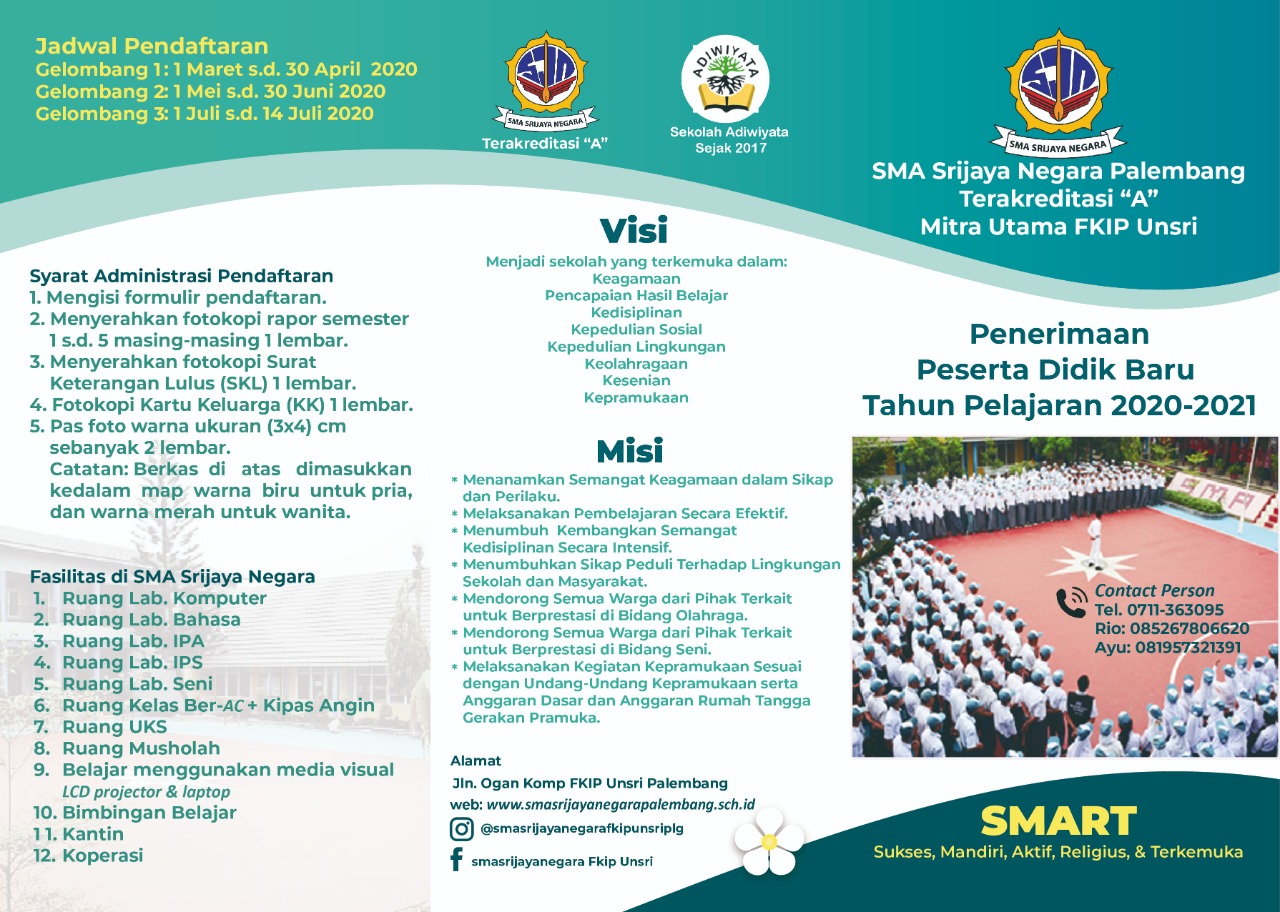 Jadwal Pendaftaran
Gelombang 1: 1 Maret s.d. 30 April 2020
Gelombang 2: 1 Mei s.d. 30 Juni 2020
Gelombang 3: 1 Juli s.d. 14 Juli 2020
Syarat Administrasi Pendaftaran
1. Mengisi formulir pendaftaran.
2. Menyerahkan fotokopi rapor semester
1 s.d. 5 masing-masing 1 lembar.
3. Menyerahkan fotokopi Surat
Keterangan Lulus (SKL) 1 lembar.
4. Fotokopi Kartu Keluarga (KK) 1 lembar.
5. Pas foto warna ukuran (3x4) cm
sebanyak 2 lembar.
Catatan: Berkas di atas dimasukkan
kedalam map warna biru untuk pria,
dan warna merah untuk wanita.
Fasilitas di SMA Srijaya Negara
1. Ruang Lab. Komputer
2. Ruang Lab. Bahasa
3. Ruang Lab. IPA
4. Ruang Lab. IPS
5. Ruang Lab. Seni
6. Ruang Kelas Ber-AC + Kipas Angin
7. Ruang UKS
8. Ruang Musholah
9. Belajar menggunakan media visual
LCD projector & laptop
10. Bimbingan Belajar
11. Kantin
12. Koperasi
SJN
SMA SRIJAYA NEGARA
Terakreditasi “A”
ADIWIYATA
Sekolah Adiwiyata
Sejak 2017
Visi
Menjadi sekolah yang terkemuka dalam:
Keagamaan
Pencapaian Hasil Belajar
Kedisiplinan
Kepedulian Sosial
Kepedulian Lingkungan
Keolahragaan
Kesenian
Kepramukaan
Misi
* Menanamkan Semangat Keagamaan dalam Sikap
dan Perilaku.
* Melaksanakan Pembelajaran Secara Efektif.
* Menumbuh Kembangkan Semangat
Kedisiplinan Secara Intensif.
* Menumbuhkan Sikap Peduli Terhadap Lingkungan
Sekolah dan Masyarakat.
* Mendorong Semua Warga dari Pihak Terkait
untuk Berprestasi di Bidang Olahraga.
* Mendorong Semua Warga dari Pihak Terkait
untuk Berprestasi di Bidang Seni.
* Melaksanakan Kegiatan Kepramukaan Sesuai
dengan Undang-Undang Kepramukaan serta
Anggaran Dasar dan Anggaran Rumah Tangga
Gerakan Pramuka.
Alamat
Jln. Ogan Komp FKIP Unsri Palembang
web: www.smasrijayanegarapalembang.sch.id
@smasrijayanegarafkipunsriplg
smasrijayanegara Fkip Unsri
SJN
SMA SRIJAYA NEGARA
SMA Srijaya Negara Palembang
Terakreditasi “A”
Mitra Utama FKIP Unsri
Penerimaan
Peserta Didik Baru
Tahun Pelajaran 2020-2021
SMA
Contact Person
Tel. 0711-363095
Rio: 085267806620
Ayu: 081957321391
SMART
Sukses, Mandiri, Aktif, Religius, & Terkemuka